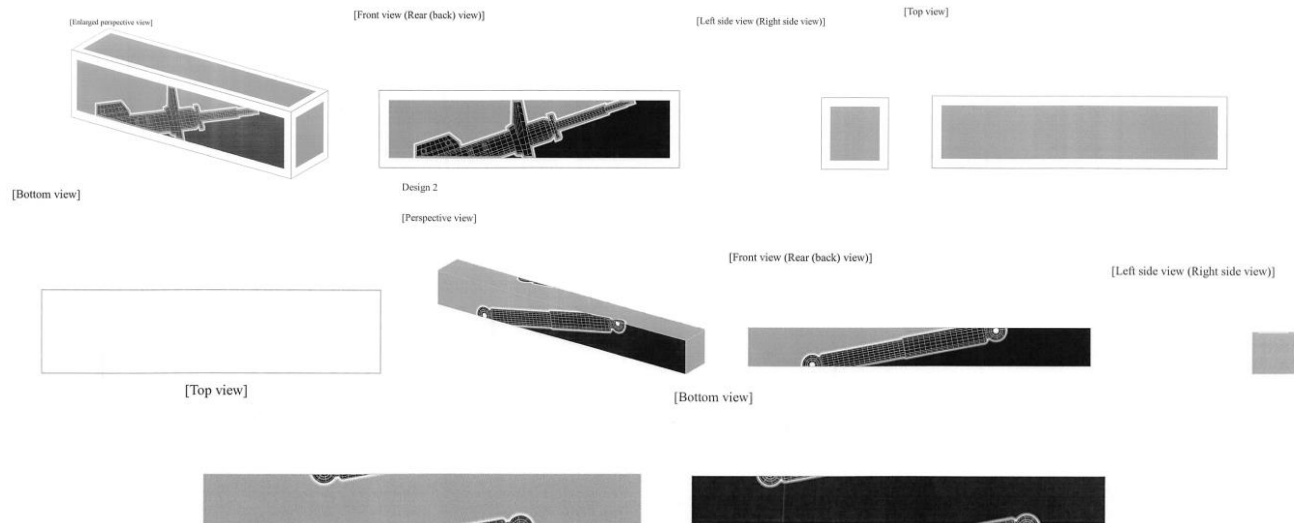 [Enlarged perspective view]
[Front view (Rear (back) view)]
[Left side view (Right side view)]
[Top view]
[Bottom view]
Design 2
[Perspective view]
[Front view (Rear (back) view)]
[Left side view (Right side view)]
[Top view]
[Bottom view]